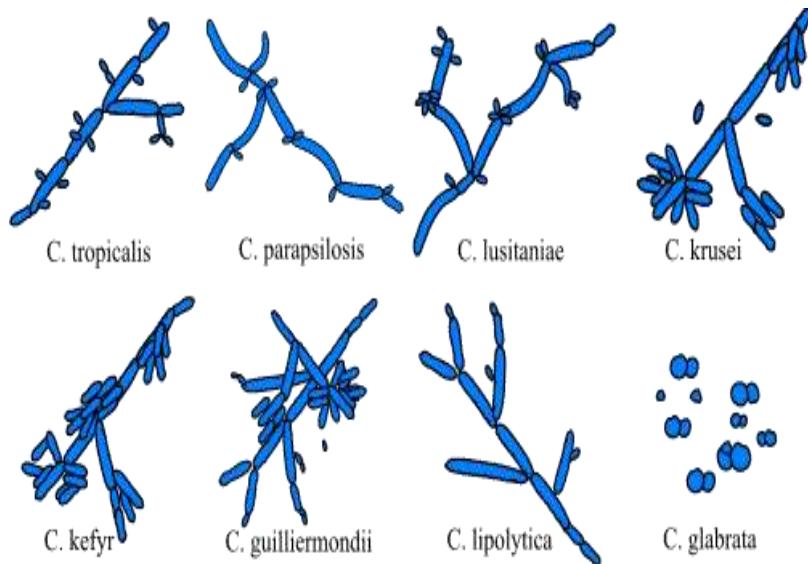 C. tropicalis
C. parapsilosis
C. lusitaniae
C. krusei
C. kefyr
C. guilliermondii
C. lipolytica
C. glabrata